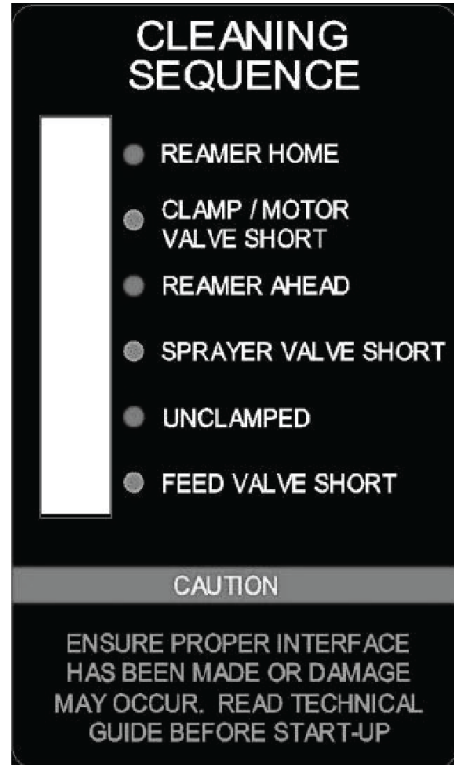 CLEANING
SEQUENCE
REAMER HOME
CLAMP / MOTOR
VALVE SHORT
REAMER AHEAD
SPRAYER VALVE SHORT
UNCLAMPED
FEED VALVE SHORT
CAUTION
ENSURE PROPER INTERFACE
HAS BEEN MADE OR DAMAGE
MAY OCCUR. READ TECHNICAL
GUIDE BEFORE START-UP